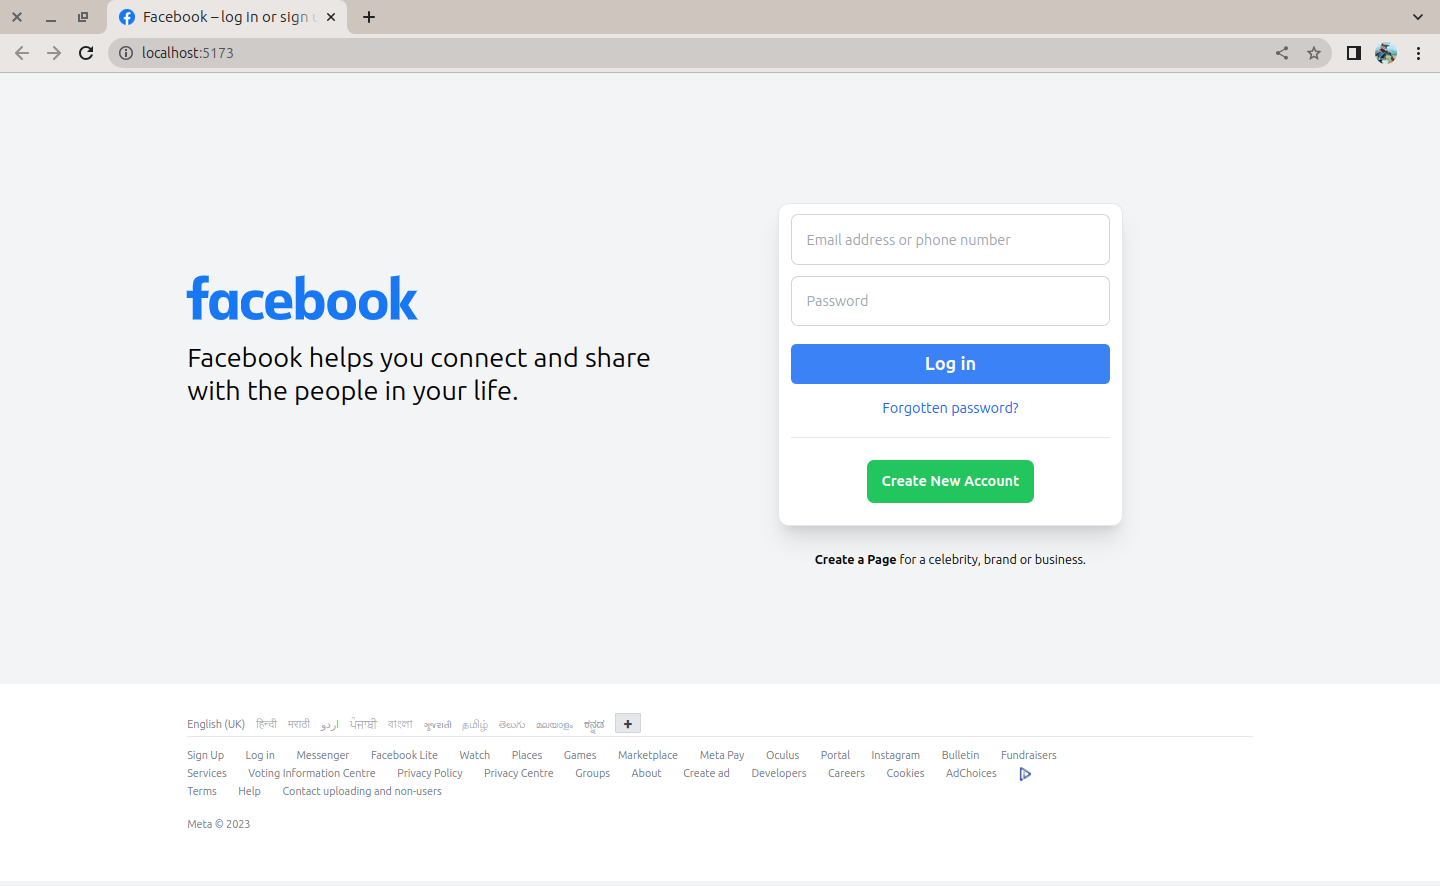 Facebook – log in or sign u
localhost:5173
facebook
Facebook helps you connect and share
with the people in your life.
Email address or phone number
Password
Log in
Forgotten password?
Create New Account
Create a Page for a celebrity, brand or business.
English (UK) हिन्दी मराठी اردو ਪੰਜਾਬੀ বাংলা ગુજરાતી தமிழ் తెలుగు മലയാളം ಕನ್ನಡ +
Sign Up Log in Messenger Facebook Lite Watch Places Games Marketplace Meta Pay Oculus Portal Instagram Bulletin Fundraisers
Services Voting Information Centre Privacy Policy Privacy Centre Groups About Create ad Developers Careers Cookies AdChoices
Terms Help Contact uploading and non-users
Meta © 2023